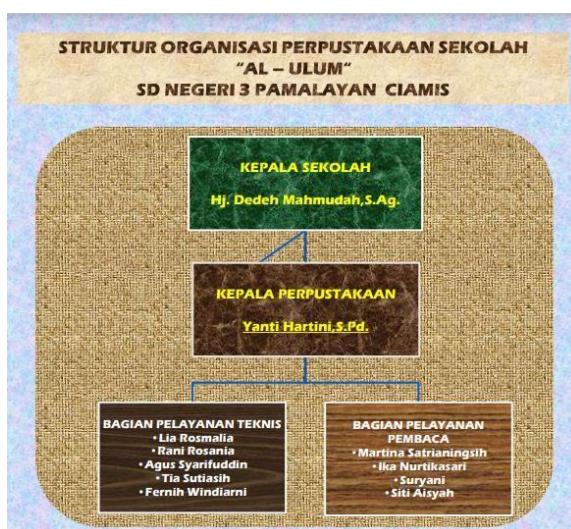 STRUKTUR ORGANISASI PERPUSTAKAAN SEKOLAH
"AL – ULUM"
SD NEGERI 3 PAMALAYAN CIAMIS
KEPALA SEKOLAH
Hj. Dedeh Mahmudah,S.Ag.
KEPALA PERPUSTAKAAN
Yanti Hartini,S.Pd.
BAGIAN PELAYANAN TEKNIS
•Lia Rosmalia
•Rani Rosania
•Agus Syarifuddin
•Tia Sutiasih
•Fernih Windiarni
BAGIAN PELAYANAN
PEMBACA
•Martina Satrianingsih
•Ika Nurtikasari
•Suryani
•Siti Aisyah